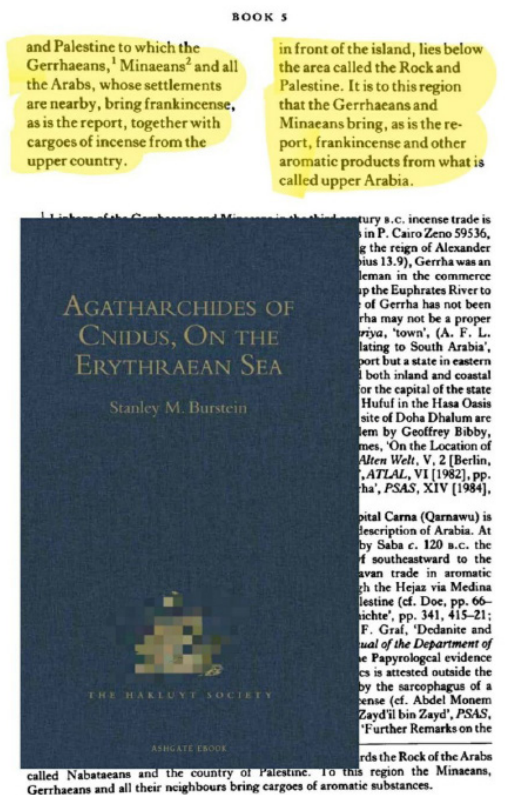 BOOK 5
and Palestine to which the
Gerrhaeans,¹ Minaeans² and all
the Arabs, whose settlements
are nearby, bring frankincense,
as is the report, together with
cargoes of incense from the
upper country.
in front of the island, lies below
the area called the Rock and
Palestine. It is to this region
that the Gerrhaeans and
Minaeans bring, as is the re-
port, frankincense and other
aromatic products from what is
called upper Arabia.
AGATHARCHIDES OF
CNIDUS, ON THE
ERYTHRAEAN SEA
Stanley M. Burstein
THE HAKLUYT SOCIETY
ASHGATE EBOOK
tury B.C. incense trade is
in P. Cairo Zeno 59536,
g the reign of Alexander
ius 13.9), Gerrha was an
leman in the commerce
up the Euphrates River to
of Gerrha has not been
rha may not be a proper
riya, 'town', (A. F. L.
lating to South Arabia',
port but a state in eastern
both inland and coastal
or the capital of the state
Hufuf in the Hasa Oasis
site of Doha Dhalum are
lem by Geoffrey Bibby,
mes, 'On the Location of
Alten Welt, V, 2 [Berlin,
, ATLAL, VI [1982], pp.
ha', PSAS, XIV [1984],
pital Carna (Qarnawu) is
description of Arabia. At
by Saba c. 120 B.C. the
f southeastward to the
avan trade in aromatic
gh the Hejaz via Medina
lestine (cf. Doe, pp. 66–
ichte', pp. 341, 415–21;
F. Graf, 'Dedanite and
ual of the Department of
e Papyrologcal evidence
cs is attested outside the
by the sarcophagus of a
ense (cf. Abdel Monem
Zayd'il bin Zayd', PSAS,
'Further Remarks on the
rds the Rock of the Arabs
called Nabataeans and the country of Palestine. To this region the Minaeans,
Gerrhaeans and all their neighbours bring cargoes of aromatic substances.